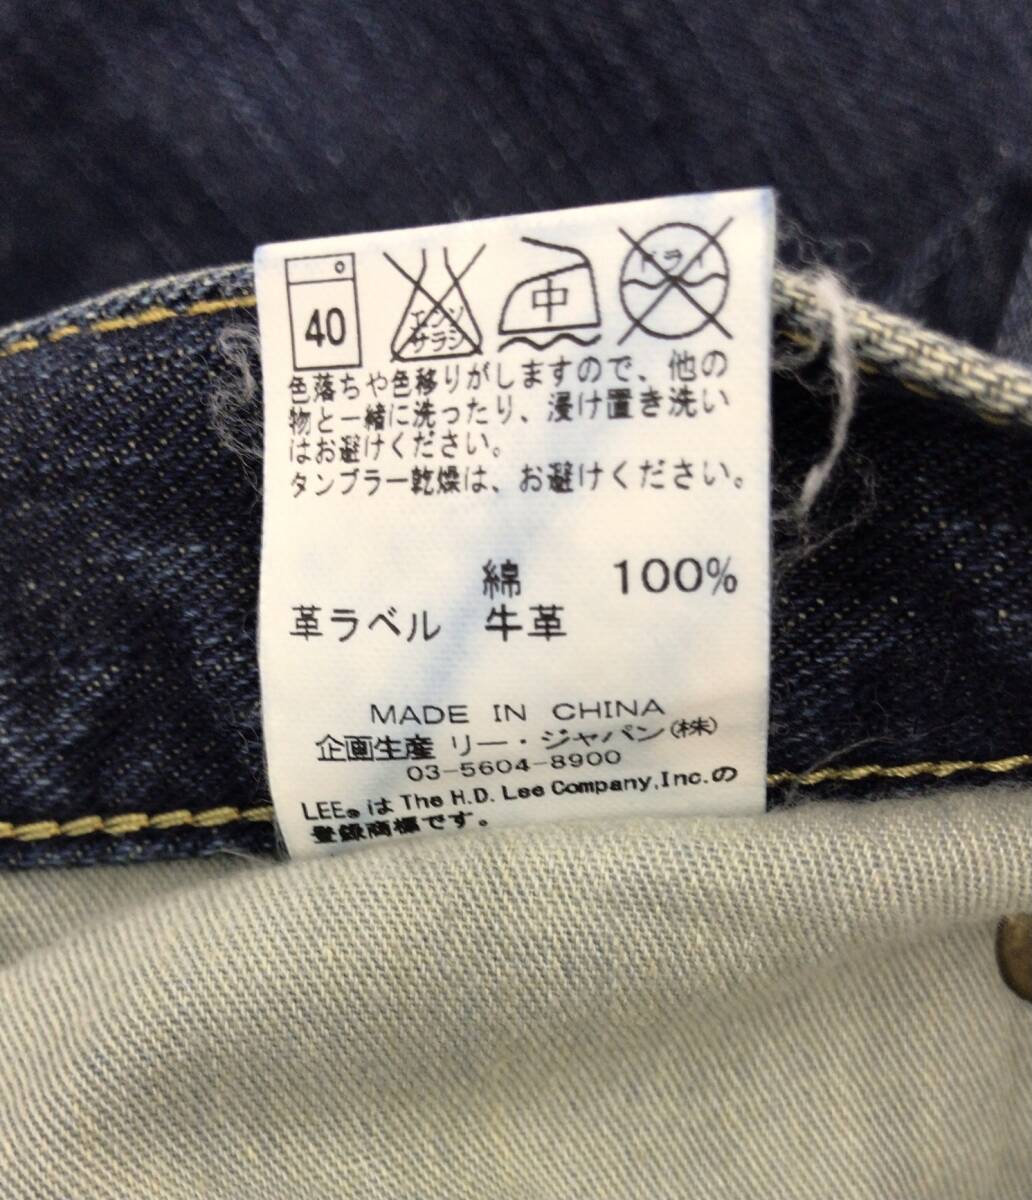 40 エンソ 中 ドライ
サラシ
色落ちや色移りがしますので、他の
物と一緒に洗ったり、浸け置き洗い
はお避けください。
タンブラー乾燥は、お避けください。
綿 100%
革ラベル 牛革
MADE IN CHINA
企画生産 リー・ジャパン(株)
03-5604-8900
LEE®は The H.D. Lee Company,Inc.の
登録商標です。